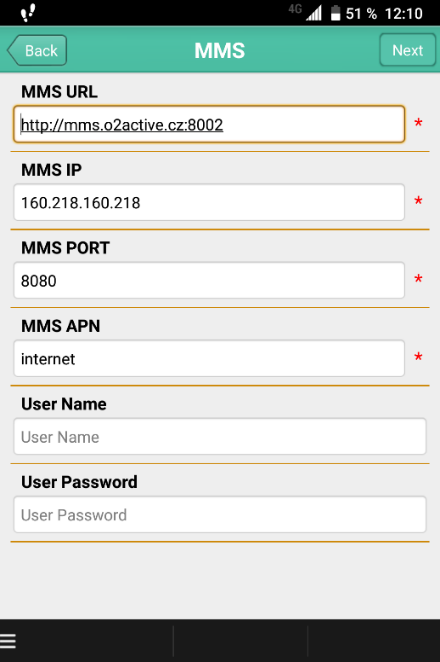 4G 51 % 12:10
Back MMS Next
MMS URL
http://mms.o2active.cz:8002 *
MMS IP
160.218.160.218 *
MMS PORT
8080 *
MMS APN
internet *
User Name
User Name
User Password
User Password